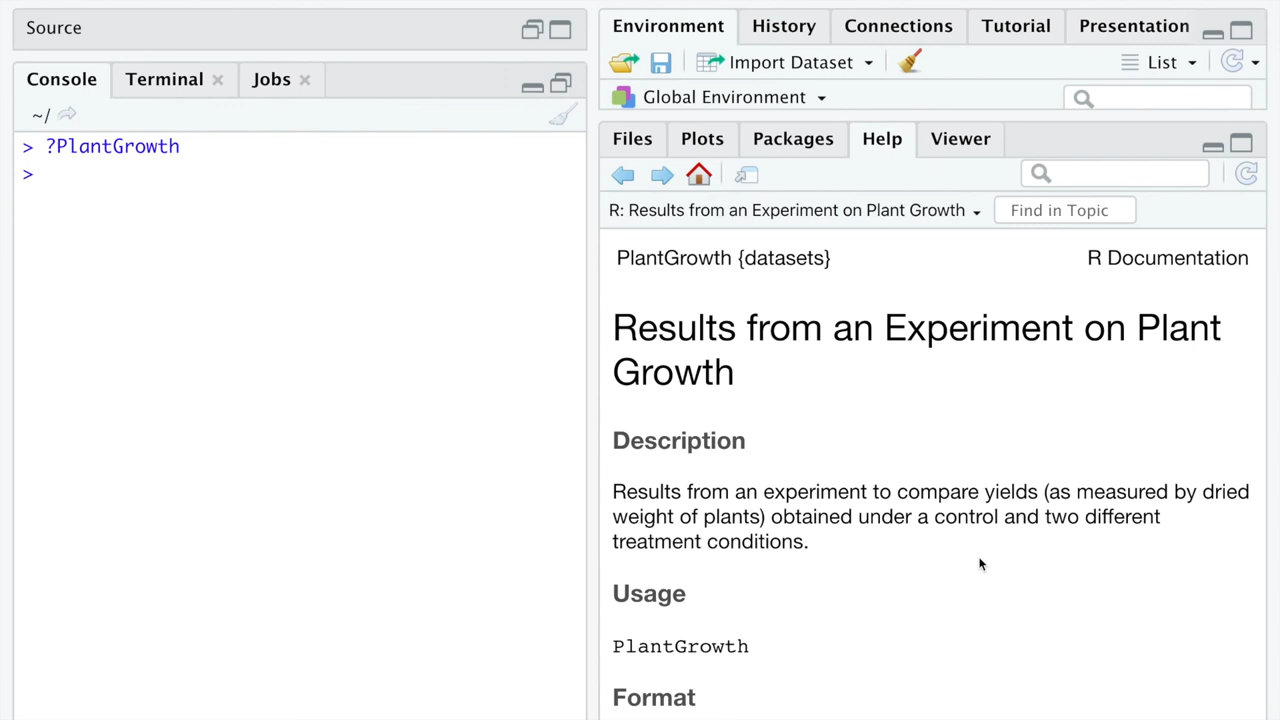 Source
Console Terminal Jobs
~/
> ?PlantGrowth
>
Environment History Connections Tutorial Presentation
Import Dataset List
Global Environment
Files Plots Packages Help Viewer
R: Results from an Experiment on Plant Growth Find in Topic
PlantGrowth {datasets} R Documentation
Results from an Experiment on Plant
Growth
Description
Results from an experiment to compare yields (as measured by dried
weight of plants) obtained under a control and two different
treatment conditions.
Usage
PlantGrowth
Format